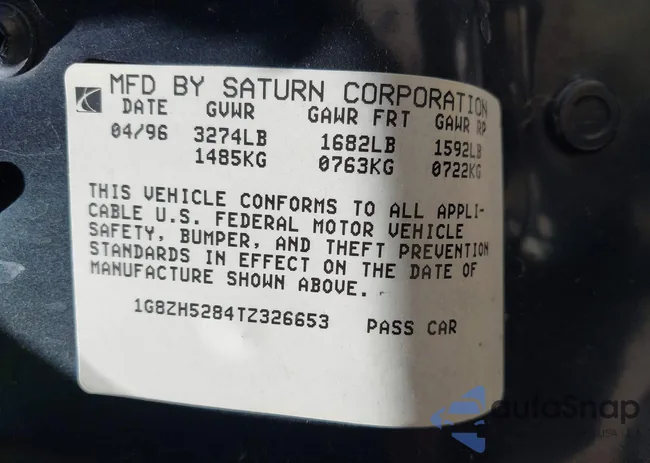 MFD BY SATURN CORPORATION
DATE GVWR GAWR FRT GAWR RR
04/96 3274LB 1682LB 1592LB
1485KG 0763KG 0722KG
THIS VEHICLE CONFORMS TO ALL APPLI-
CABLE U.S. FEDERAL MOTOR VEHICLE
SAFETY, BUMPER, AND THEFT PREVENTION
STANDARDS IN EFFECT ON THE DATE OF
MANUFACTURE SHOWN ABOVE.
1G8ZH5284TZ326653 PASS CAR
autoSnap